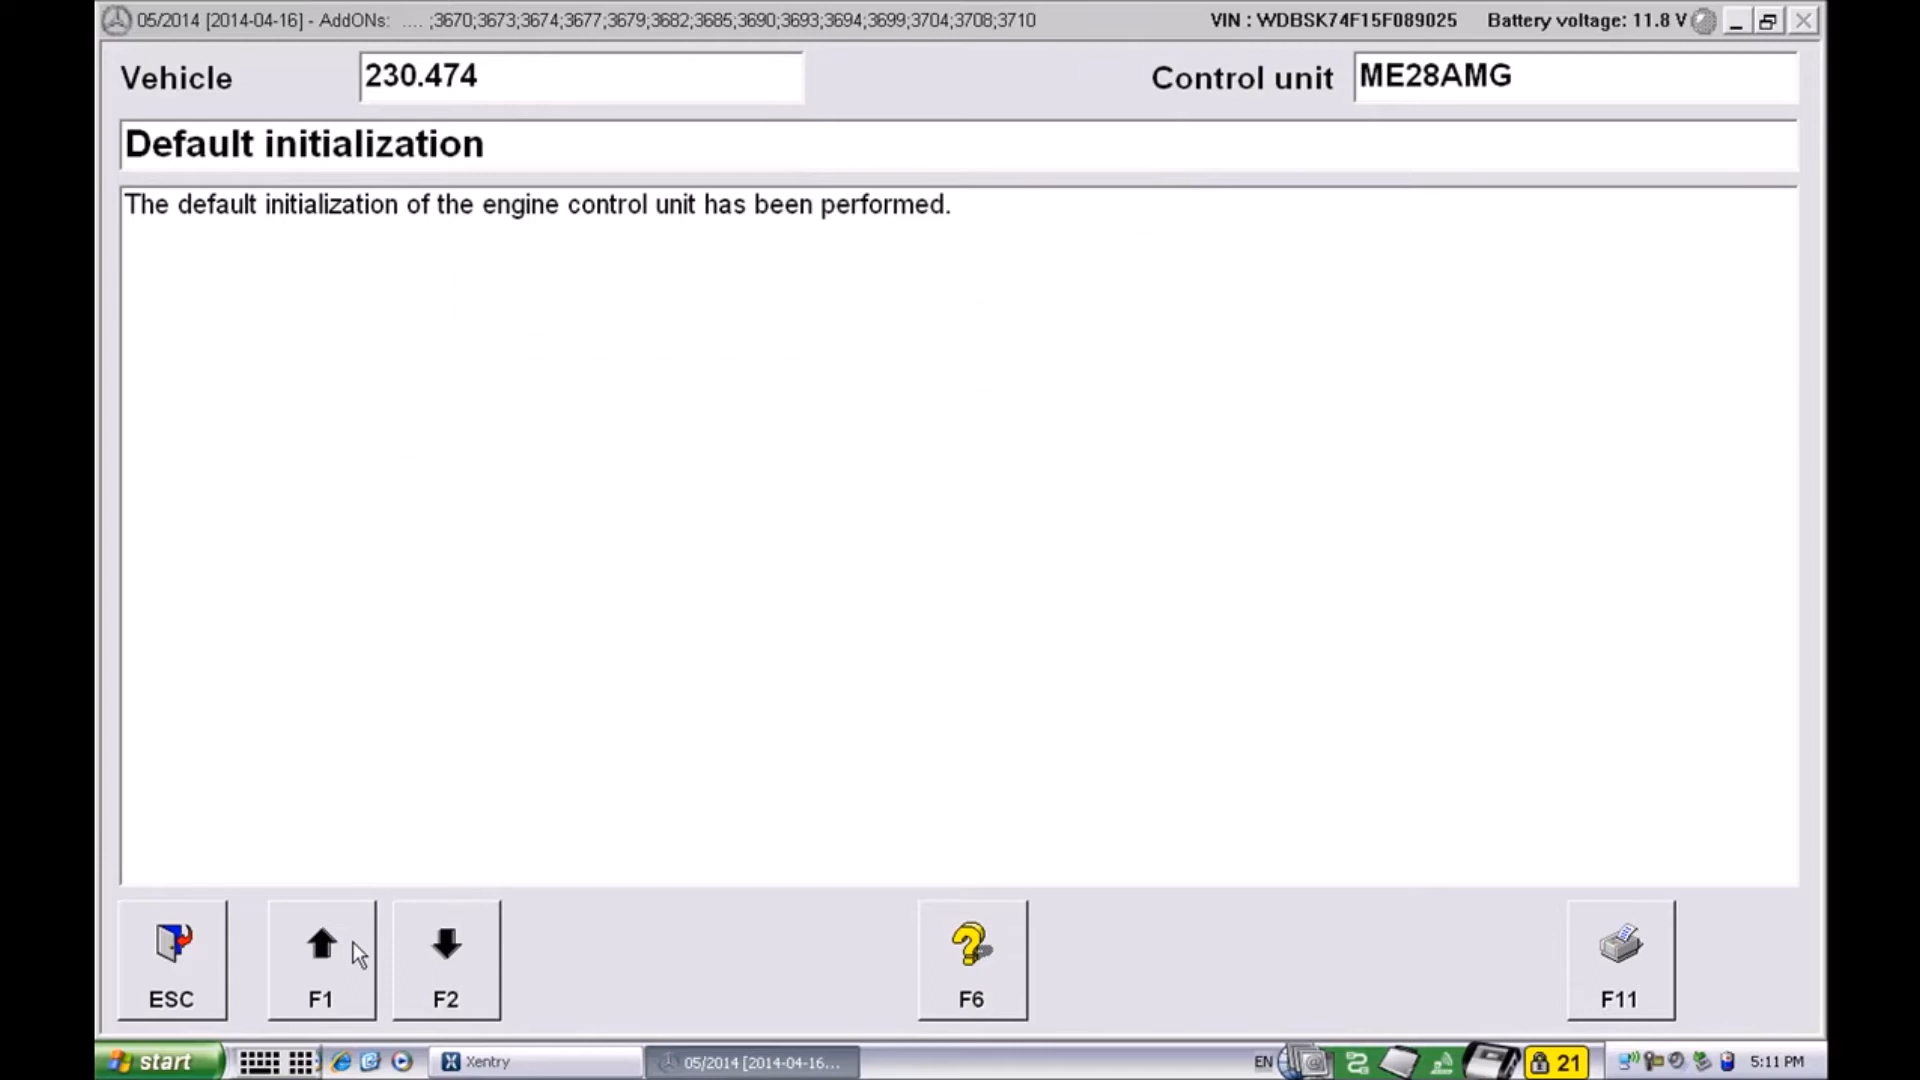 05/2014 [2014-04-16] - AddONs: .... ;3670;3673;3674;3677;3679;3682;3685;3690;3693;3694;3699;3704;3708;3710 VIN : WDBSK74F15F089025 Battery voltage: 11.8 V
Vehicle 230.474 Control unit ME28AMG
Default initialization
The default initialization of the engine control unit has been performed.
ESC F1 F2 F6 F11
start Xentry 05/2014 [2014-04-16... EN 21 5:11 PM